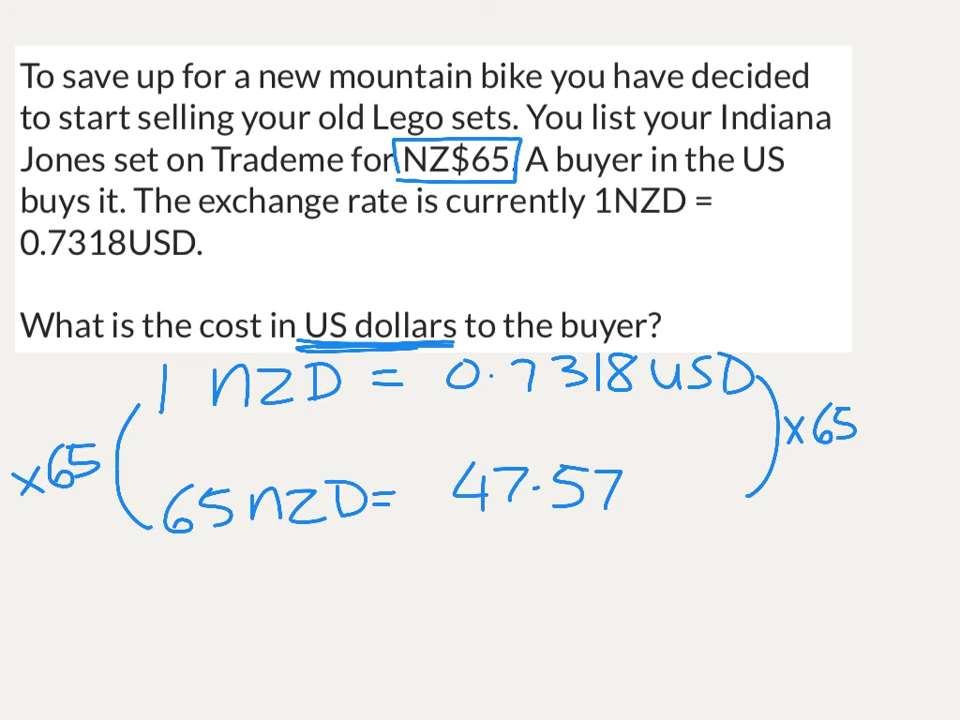 To save up for a new mountain bike you have decided
to start selling your old Lego sets. You list your Indiana
Jones set on Trademe for NZ$65. A buyer in the US
buys it. The exchange rate is currently 1NZD =
0.7318USD.
What is the cost in US dollars to the buyer?
1 NZD = 0.7318 USD
x65 x65
65 NZD = 47.57